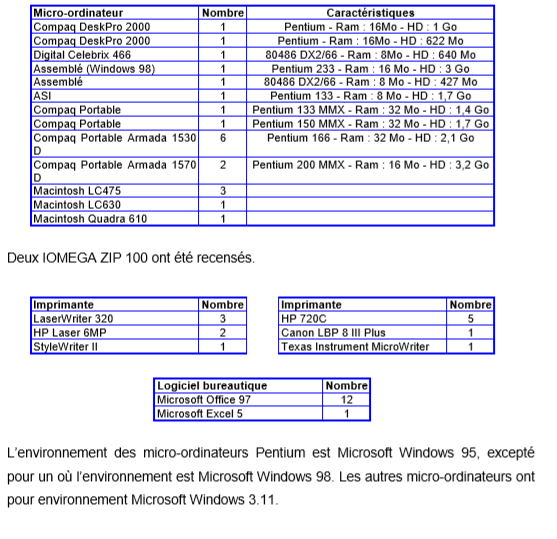 Micro-ordinateur Nombre Caractéristiques
Compaq DeskPro 2000 1 Pentium - Ram : 16Mo - HD : 1 Go
Compaq DeskPro 2000 1 Pentium - Ram : 16Mo - HD : 622 Mo
Digital Celebrix 466 1 80486 DX2/66 - Ram : 8Mo - HD : 640 Mo
Assemblé (Windows 98) 1 Pentium 233 - Ram : 16 Mo - HD : 3 Go
Assemblé 1 80486 DX2/66 - Ram : 8 Mo - HD : 427 Mo
ASI 1 Pentium 133 - Ram : 8 Mo - HD : 1,7 Go
Compaq Portable 1 Pentium 133 MMX - Ram : 32 Mo - HD : 1,4 Go
Compaq Portable 1 Pentium 150 MMX - Ram : 32 Mo - HD : 1,7 Go
Compaq Portable Armada 1530 6 Pentium 166 - Ram : 32 Mo - HD : 2,1 Go
D
Compaq Portable Armada 1570 2 Pentium 200 MMX - Ram : 16 Mo - HD : 3,2 Go
D
Macintosh LC475 3
Macintosh LC630 1
Macintosh Quadra 610 1
Deux IOMEGA ZIP 100 ont été recensés.
Imprimante Nombre
LaserWriter 320 3
HP Laser 6MP 2
StyleWriter II 1
Imprimante Nombre
HP 720C 5
Canon LBP 8 III Plus 1
Texas Instrument MicroWriter 1
Logiciel bureautique Nombre
Microsoft Office 97 12
Microsoft Excel 5 1
L'environnement des micro-ordinateurs Pentium est Microsoft Windows 95, excepté
pour un où l'environnement est Microsoft Windows 98. Les autres micro-ordinateurs ont
pour environnement Microsoft Windows 3.11.